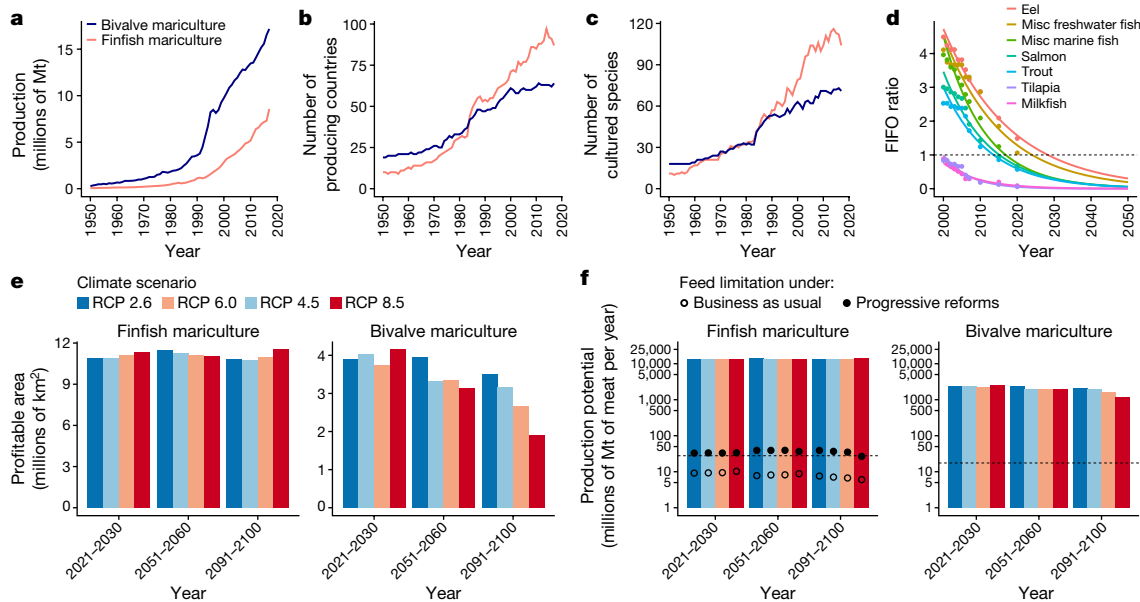 a
Bivalve mariculture
Finfish mariculture
Production
(millions of Mt)
15
10
5
0
1950
1960
1970
1980
1990
2000
2010
2020
Year
b
Number of
producing countries
100
75
50
25
0
1950
1960
1970
1980
1990
2000
2010
2020
Year
c
Number of
cultured species
120
90
60
30
0
1950
1960
1970
1980
1990
2000
2010
2020
Year
d
Eel
Misc freshwater fish
Misc marine fish
Salmon
Trout
Tilapia
Milkfish
FIFO ratio
4
3
2
1
0
2000
2010
2020
2030
2040
2050
Year
e
Climate scenario
RCP 2.6 RCP 6.0 RCP 4.5 RCP 8.5
Finfish mariculture
Profitable area
(millions of km²)
12
9
6
3
0
2021–2030
2051–2060
2091–2100
Year
Bivalve mariculture
4
3
2
1
0
2021–2030
2051–2060
2091–2100
Year
f
Feed limitation under:
Business as usual Progressive reforms
Finfish mariculture
Production potential
(millions of Mt of meat per year)
25,000
5,000
1,000
500
100
50
10
5
1
2021–2030
2051–2060
2091–2100
Year
Bivalve mariculture
25,000
5,000
1,000
500
100
50
10
5
1
2021–2030
2051–2060
2091–2100
Year